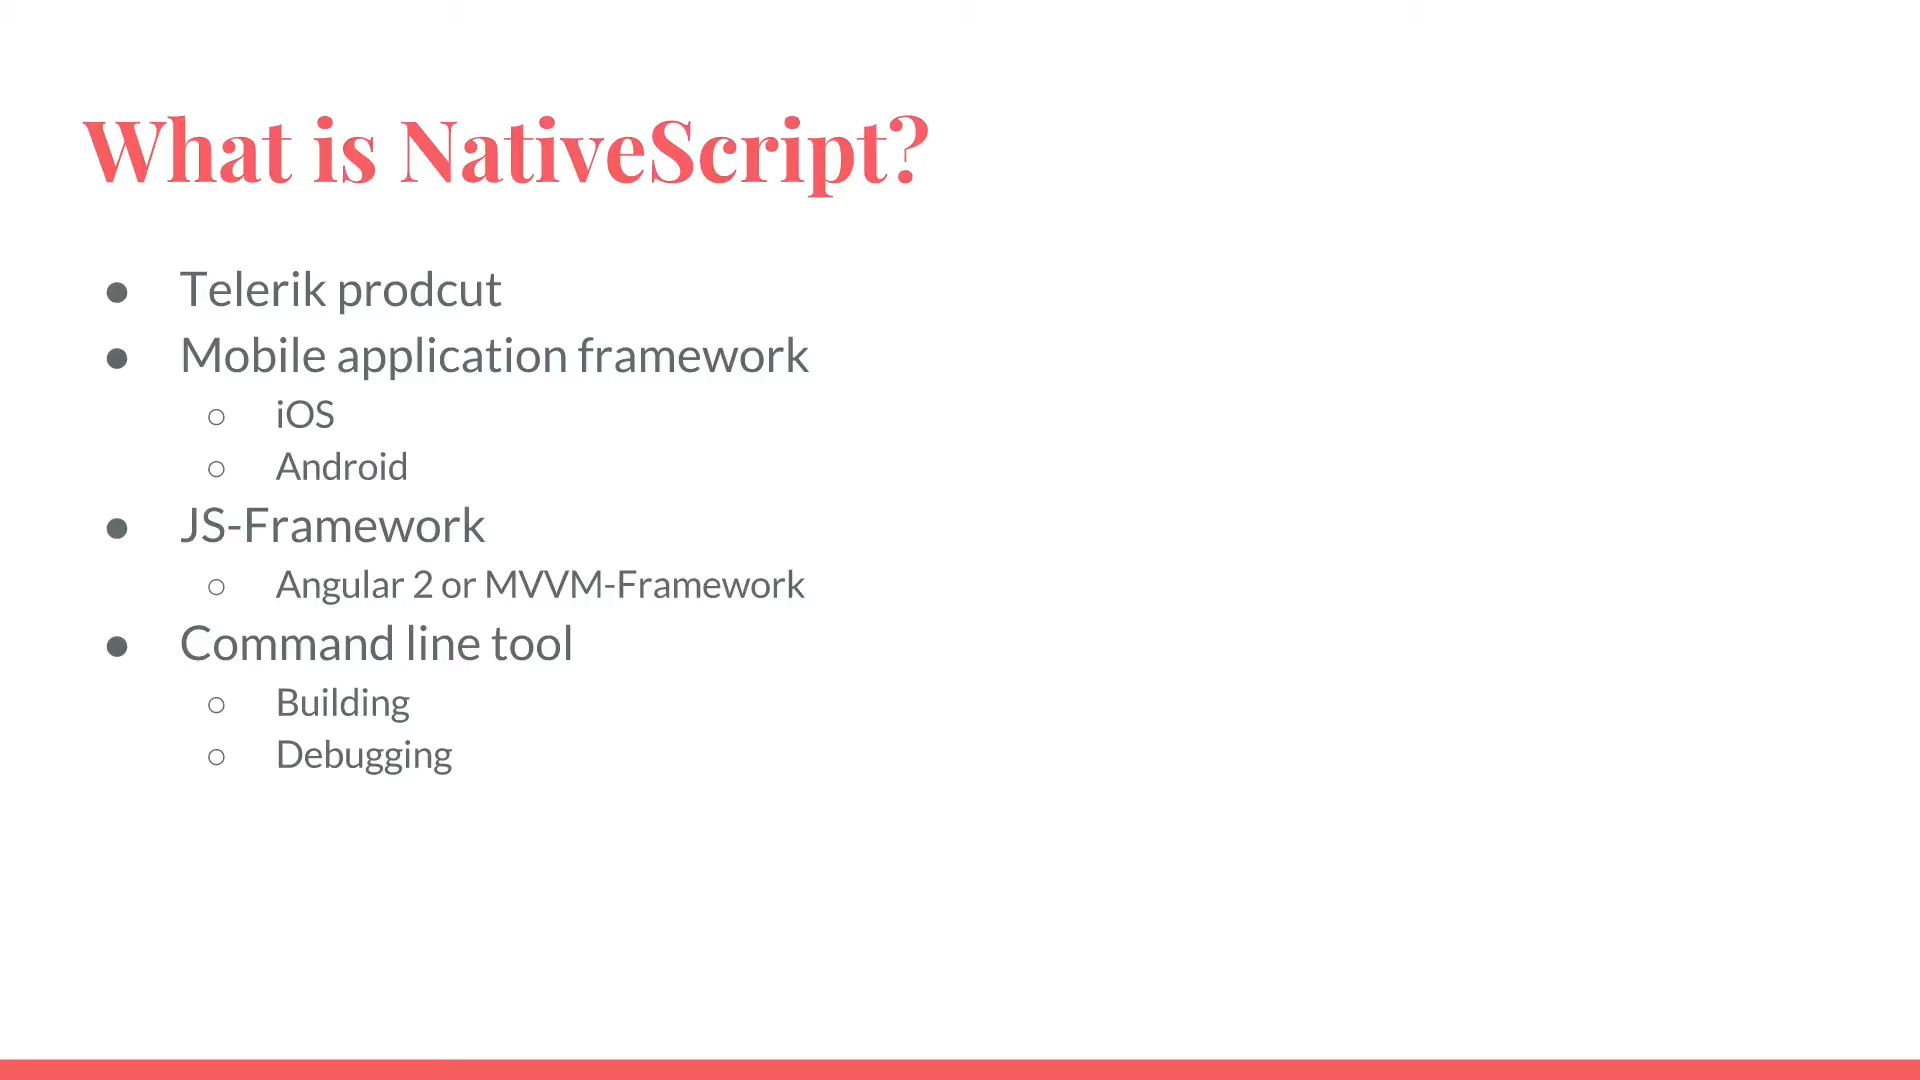 What is NativeScript?
● Telerik prodcut
● Mobile application framework
○ iOS
○ Android
● JS-Framework
○ Angular 2 or MVVM-Framework
● Command line tool
○ Building
○ Debugging